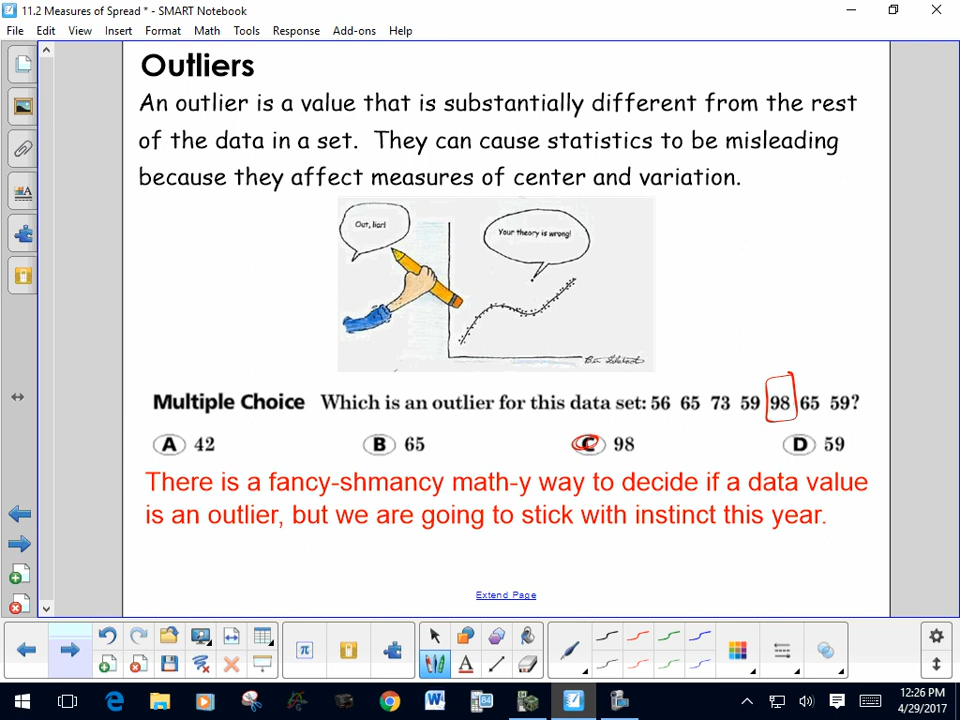 11.2 Measures of Spread * - SMART Notebook
File Edit View Insert Format Math Tools Response Add-ons Help
Outliers
An outlier is a value that is substantially different from the rest
of the data in a set. They can cause statistics to be misleading
because they affect measures of center and variation.
Out, liar!
Your theory is wrong!
Multiple Choice Which is an outlier for this data set: 56 65 73 59 98 65 59?
A 42 B 65 C 98 D 59
There is a fancy-shmancy math-y way to decide if a data value
is an outlier, but we are going to stick with instinct this year.
Extend Page
12:26 PM
4/29/2017